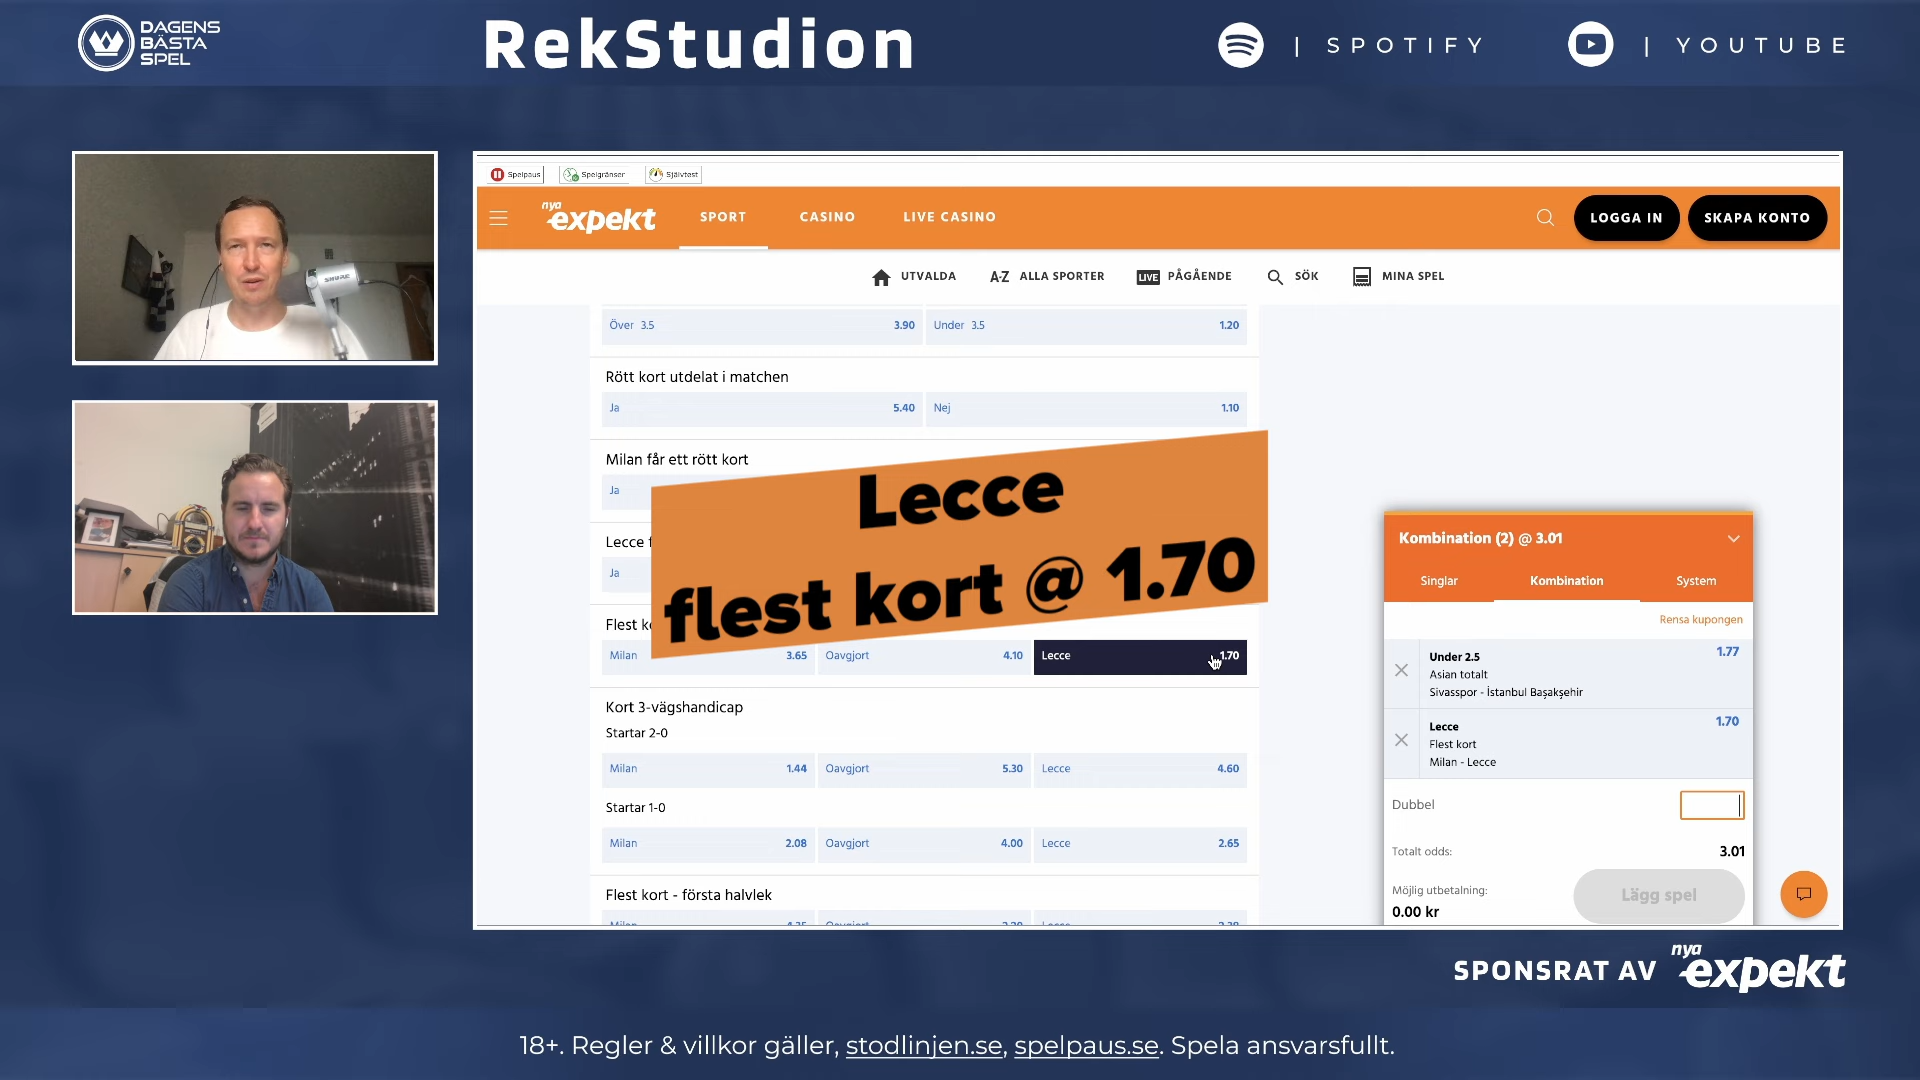 DAGENS
BÄSTA
SPEL
RekStudion
| SPOTIFY
| YOUTUBE
Spelpaus
Spelgränser
Självtest
nya
expekt
SPORT
CASINO
LIVE CASINO
LOGGA IN
SKAPA KONTO
UTVALDA
A-Z ALLA SPORTER
LIVE PÅGÅENDE
SÖK
MINA SPEL
Över 3.5 3.90 Under 3.5 1.20
Rött kort utdelat i matchen
Ja 5.40 Nej 1.10
Milan får ett rött kort
Ja
Lecce
Ja
Lecce
flest kort @ 1.70
Flest
Milan 3.65 Oavgjort 4.10 Lecce 1.70
Kort 3-vägshandicap
Startar 2-0
Milan 1.44 Oavgjort 5.30 Lecce 4.60
Startar 1-0
Milan 2.08 Oavgjort 4.00 Lecce 2.65
Flest kort - första halvlek
Kombination (2) @ 3.01
Singlar Kombination System
Rensa kupongen
Under 2.5 1.77
Asian totalt
Sivasspor - İstanbul Başakşehir
Lecce 1.70
Flest kort
Milan - Lecce
Dubbel
Totalt odds: 3.01
Möjlig utbetalning:
0.00 kr
Lägg spel
SHURE
SPONSRAT AV nya expekt
18+. Regler & villkor gäller, stodlinjen.se, spelpaus.se. Spela ansvarsfullt.